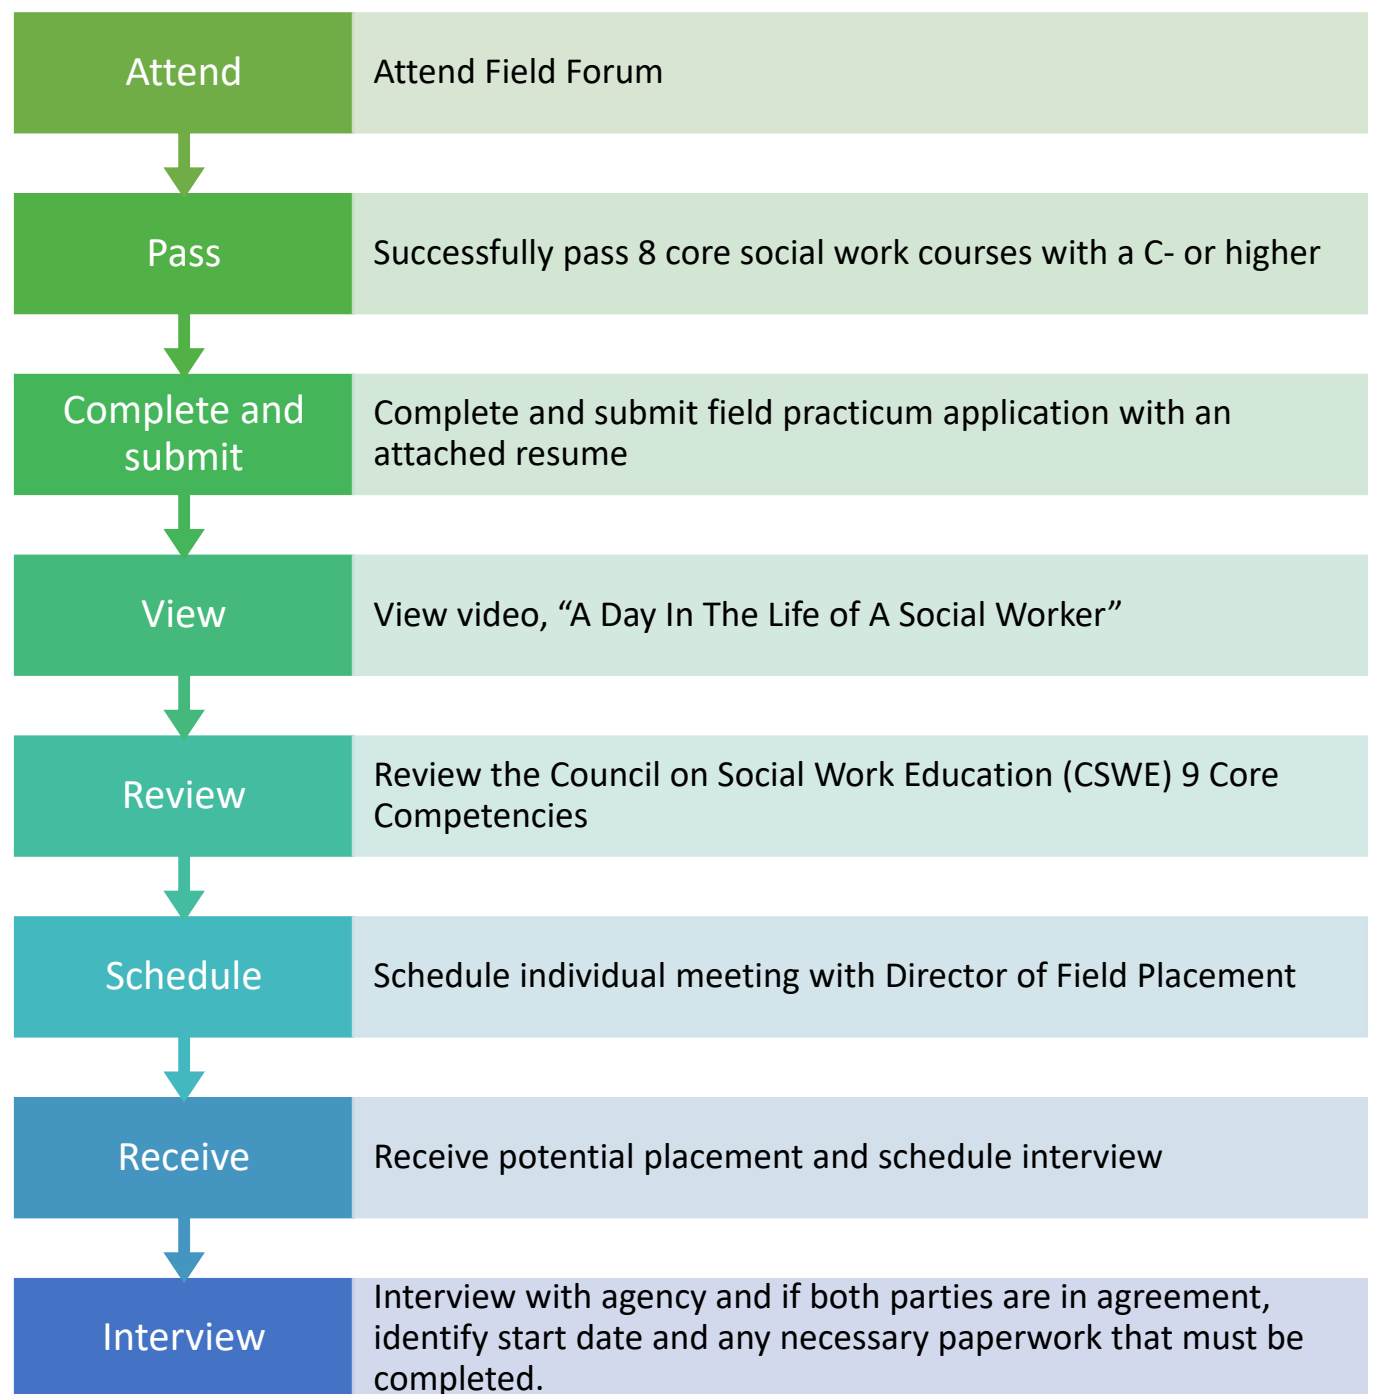 Attend
Attend Field Forum
Pass
Successfully pass 8 core social work courses with a C- or higher
Complete and
submit
Complete and submit field practicum application with an
attached resume
View
View video, “A Day In The Life of A Social Worker”
Review
Review the Council on Social Work Education (CSWE) 9 Core
Competencies
Schedule
Schedule individual meeting with Director of Field Placement
Receive
Receive potential placement and schedule interview
Interview
Interview with agency and if both parties are in agreement,
identify start date and any necessary paperwork that must be
completed.